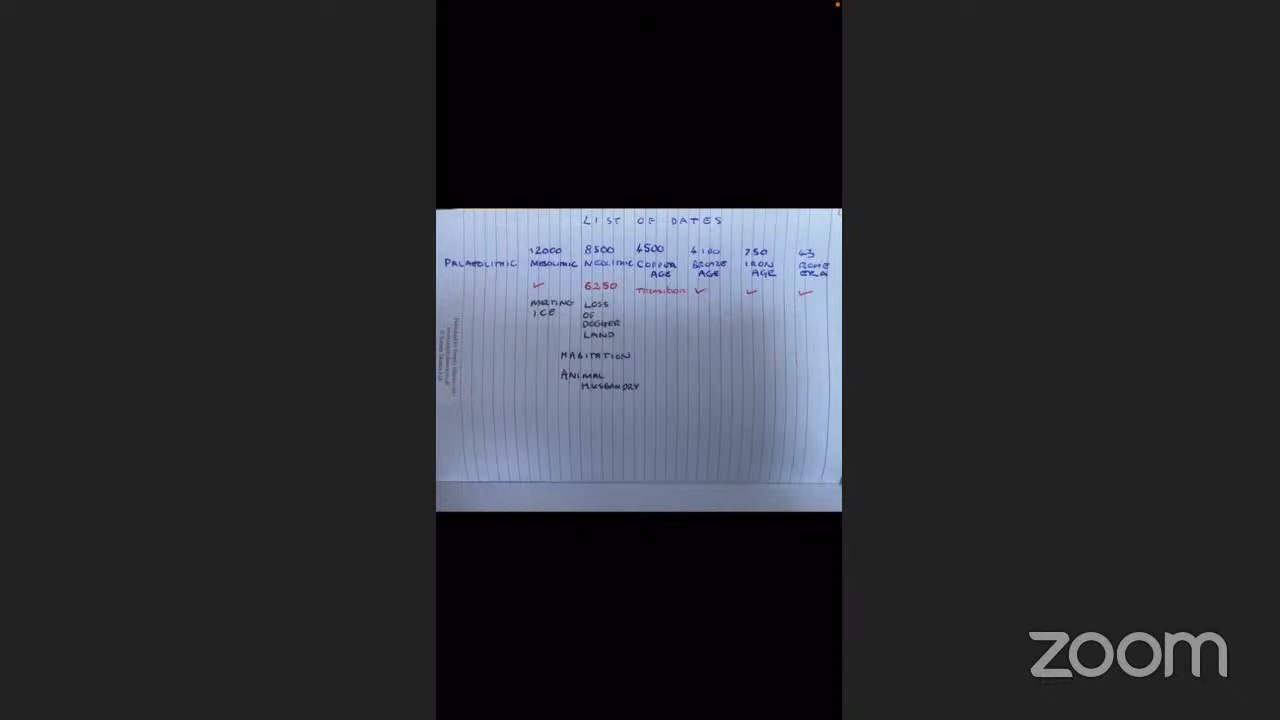 LIST OF DATES
12000 8500 4500 4100 750 43
PALAEOLITHIC MESOLITHIC NEOLITHIC COPPER BRONZE IRON ROME
AGE AGE AGE ERA
✓ 6250 Transition ✓ ✓ ✓
MELTING LOSS
ICE OF
DOGGER
LAND
HABITATION
ANIMAL
HUSBANDRY
zoom